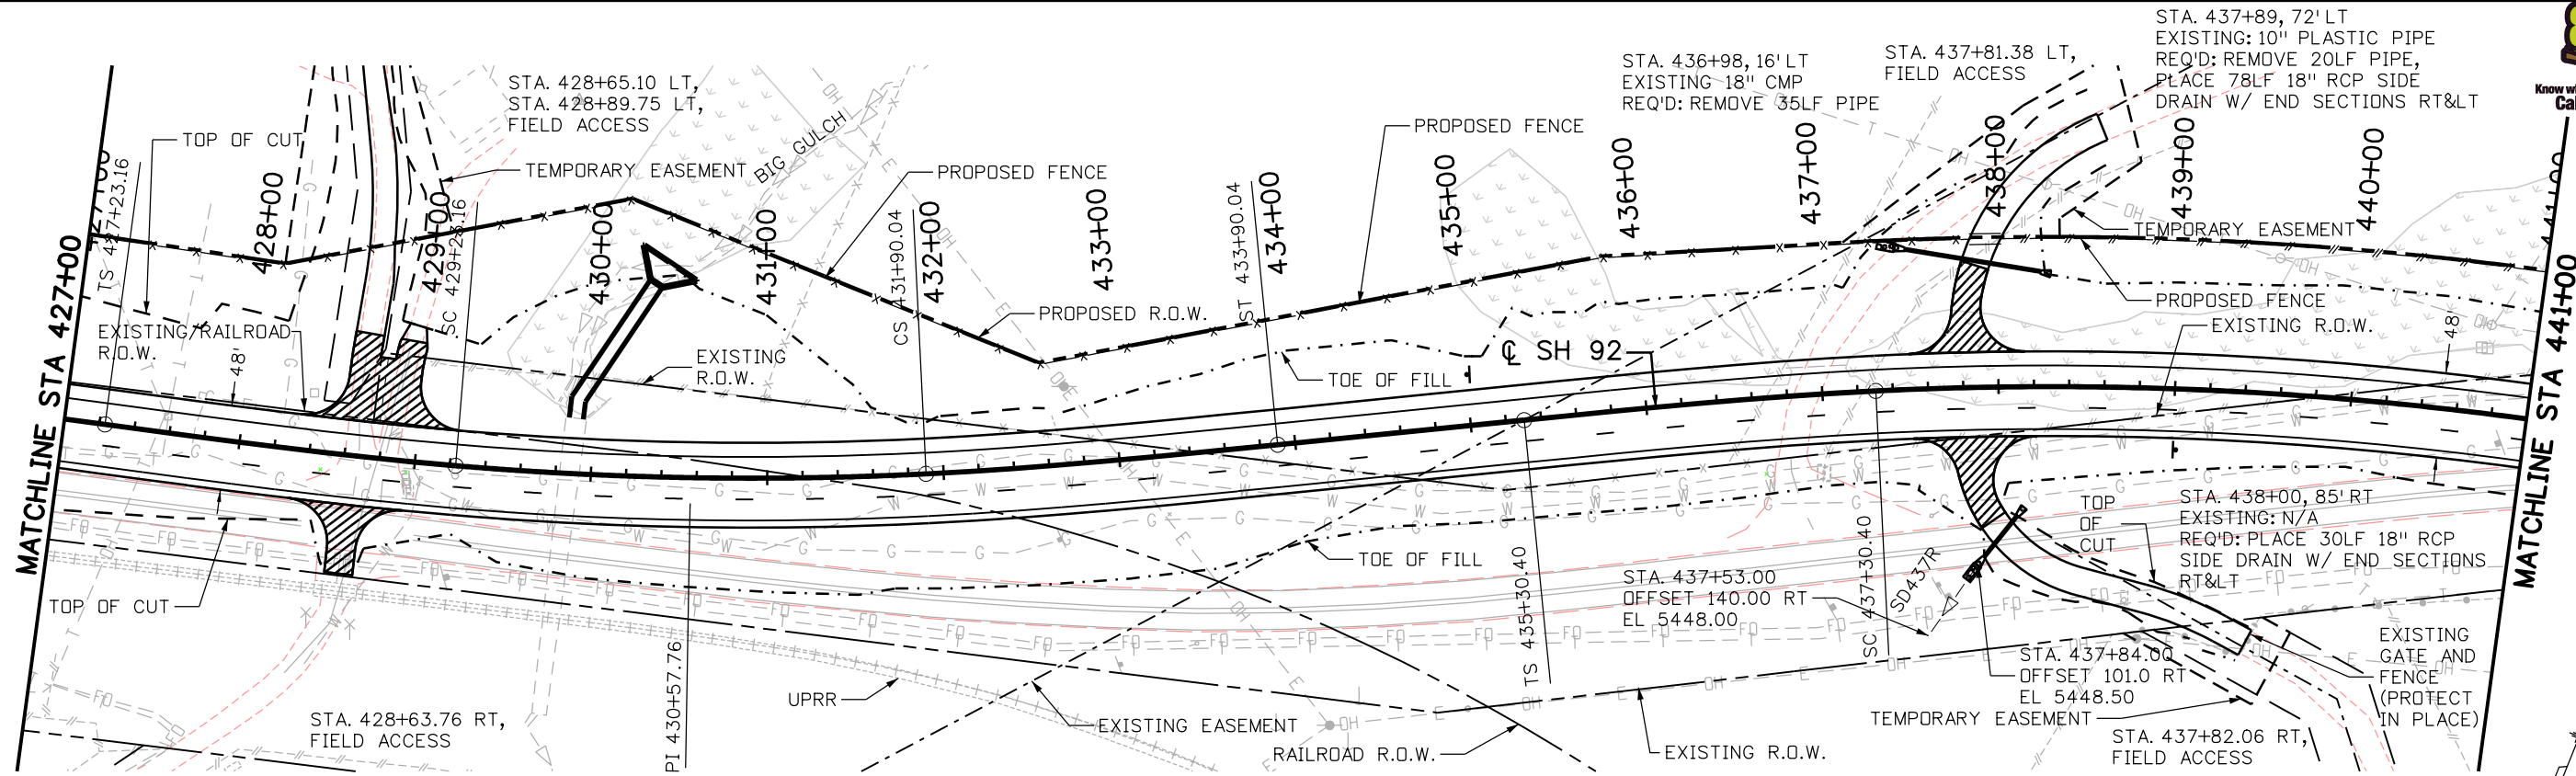 STA. 437+89, 72' LT
EXISTING: 10" PLASTIC PIPE
REQ'D: REMOVE 20LF PIPE,
PLACE 78LF 18" RCP SIDE
DRAIN W/ END SECTIONS RT&LT
STA. 437+81.38 LT,
FIELD ACCESS
STA. 436+98, 16' LT
EXISTING 18" CMP
REQ'D: REMOVE 35LF PIPE
STA. 428+65.10 LT,
STA. 428+89.75 LT,
FIELD ACCESS
Know w
Cal
TOP OF CUT
TEMPORARY EASEMENT
BIG GULCH
PROPOSED FENCE
PROPOSED FENCE
TS 427+23.16
428+00
429+00
SC 429+23.16
430+00
431+00
CS 431+90.04
432+00
433+00
ST 433+90.04
434+00
435+00
436+00
437+00
438+00
439+00
440+00
TEMPORARY EASEMENT
PROPOSED FENCE
EXISTING R.O.W.
48'
MATCHLINE STA 427+00
MATCHLINE STA 441+00
EXISTING RAILROAD
R.O.W.
48'
EXISTING
R.O.W.
PROPOSED R.O.W.
TOE OF FILL
℄ SH 92
TOP OF CUT
TOE OF FILL
TOP
OF
CUT
STA. 438+00, 85' RT
EXISTING: N/A
REQ'D: PLACE 30LF 18" RCP
SIDE DRAIN W/ END SECTIONS
RT&LT
STA. 437+53.00
OFFSET 140.00 RT
EL 5448.00
SD437R
TS 435+30.40
SC 437+30.40
PI 430+57.76
STA. 437+84.00
OFFSET 101.0 RT
EL 5448.50
EXISTING
GATE AND
FENCE
(PROTECT
IN PLACE)
UPRR
EXISTING EASEMENT
RAILROAD R.O.W.
EXISTING R.O.W.
TEMPORARY EASEMENT
STA. 428+63.76 RT,
FIELD ACCESS
STA. 437+82.06 RT,
FIELD ACCESS